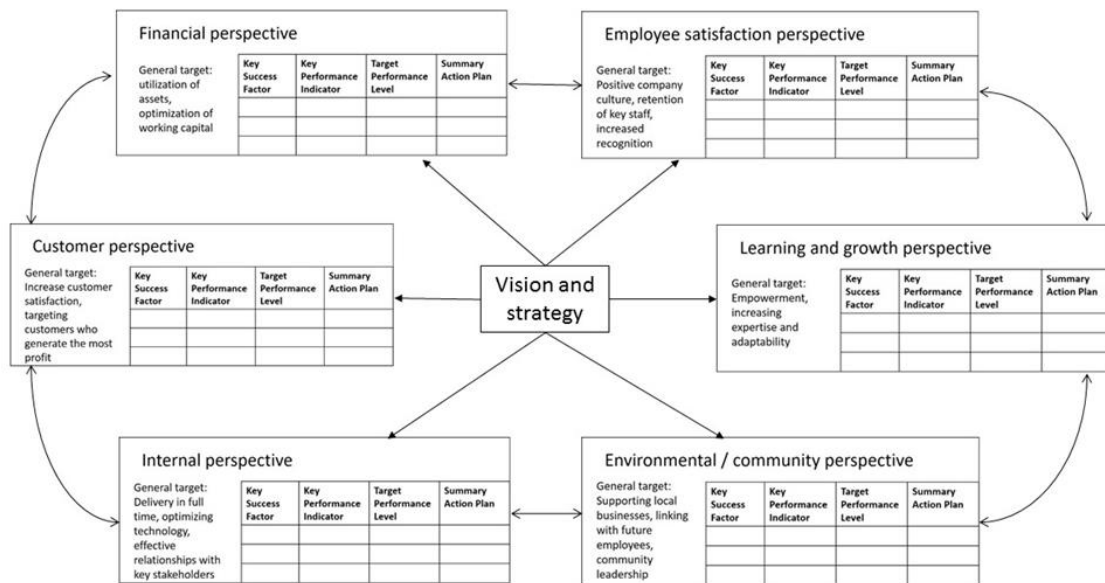 Financial perspective
General target:
utilization of
assets,
optimization of
working capital
Key
Success
Factor
Key
Performance
Indicator
Target
Performance
Level
Summary
Action Plan
Employee satisfaction perspective
General target:
Positive company
culture, retention
of key staff,
increased
recognition
Key
Success
Factor
Key
Performance
Indicator
Target
Performance
Level
Summary
Action Plan
Customer perspective
General target:
Increase customer
satisfaction,
targeting
customers who
generate the most
profit
Key
Success
Factor
Key
Performance
Indicator
Target
Performance
Level
Summary
Action Plan
Vision and
strategy
Learning and growth perspective
General target:
Empowerment,
increasing
expertise and
adaptability
Key
Success
Factor
Key
Performance
Indicator
Target
Performance
Level
Summary
Action Plan
Internal perspective
General target:
Delivery in full
time, optimizing
technology,
effective
relationships with
key stakeholders
Key
Success
Factor
Key
Performance
Indicator
Target
Performance
Level
Summary
Action Plan
Environmental / community perspective
General target:
Supporting local
businesses, linking
with future
employees,
community
leadership
Key
Success
Factor
Key
Performance
Indicator
Target
Performance
Level
Summary
Action Plan